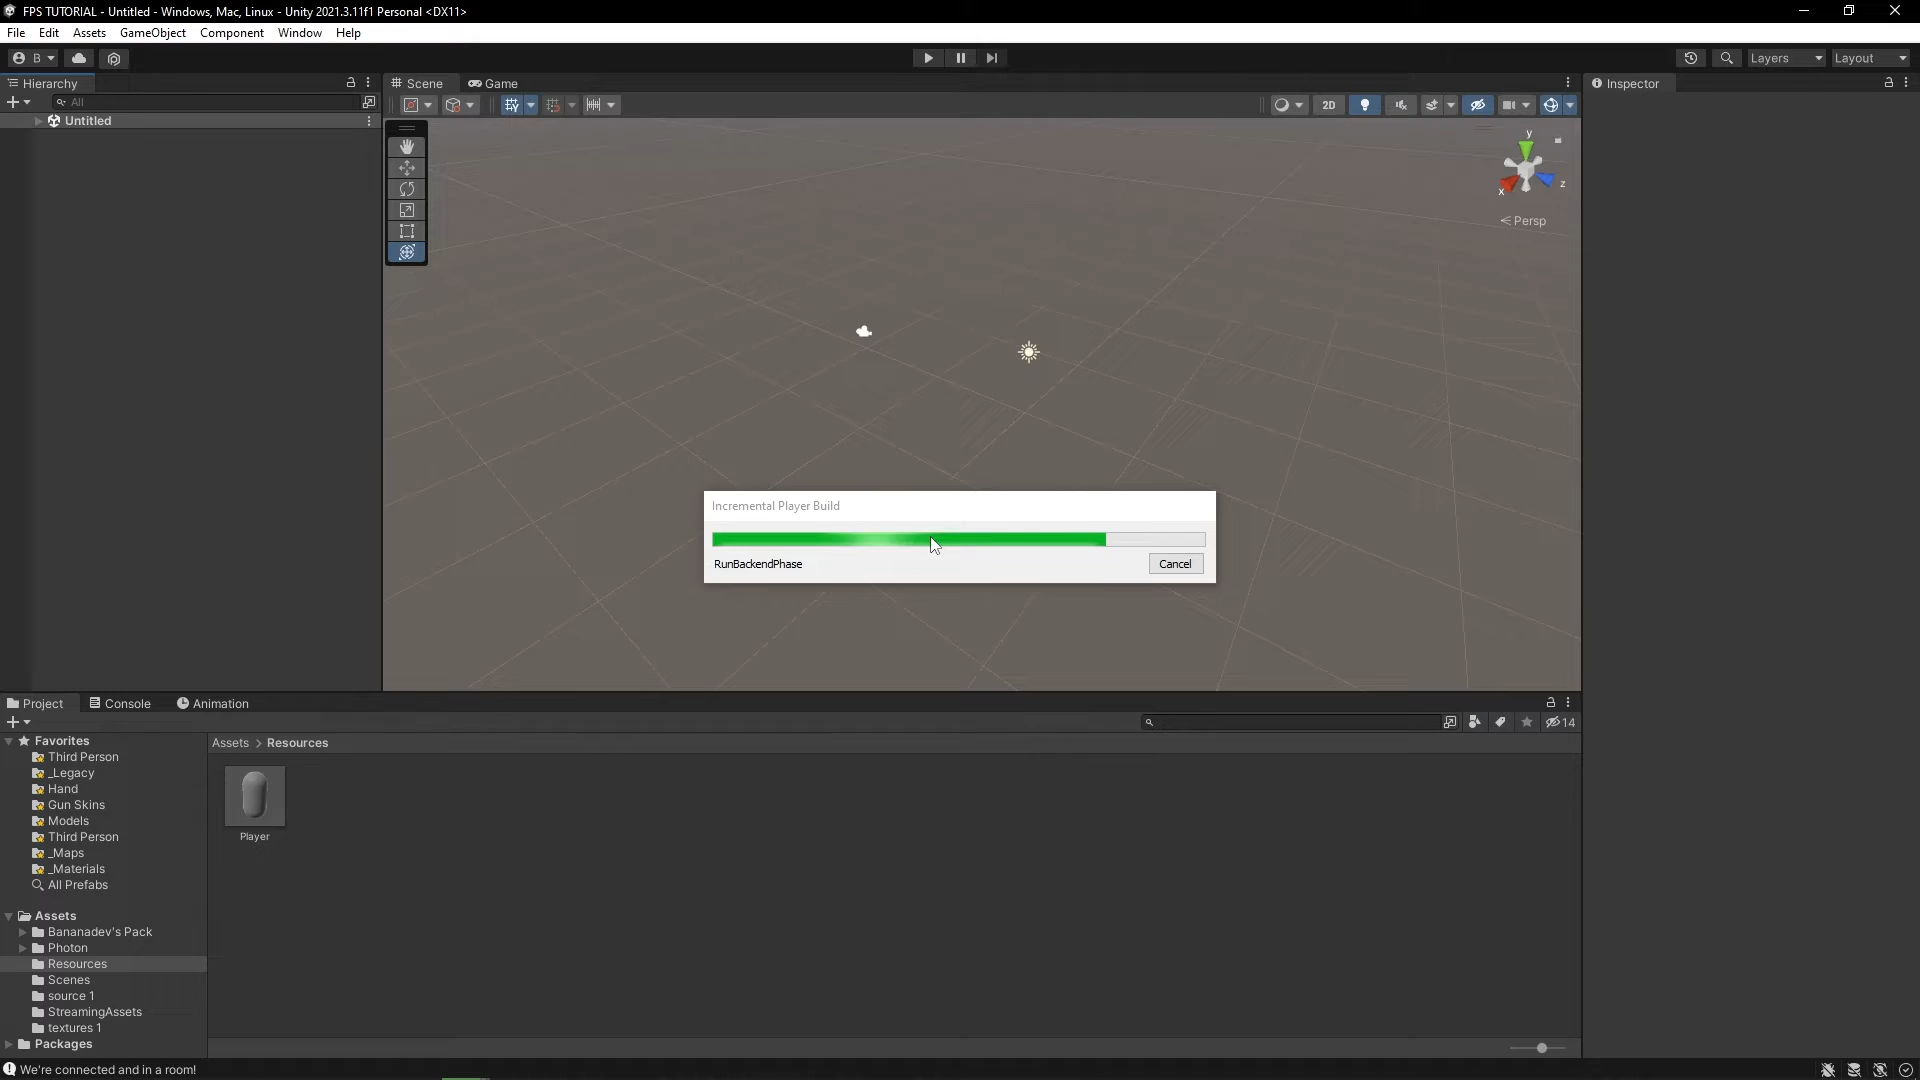 FPS TUTORIAL - Untitled - Windows, Mac, Linux - Unity 2021.3.11f1 Personal <DX11>
File Edit Assets GameObject Component Window Help
B
Layers
Layout
Hierarchy
Scene
Game
Inspector
All
2D
Untitled
y
x
z
< Persp
Incremental Player Build
RunBackendPhase
Cancel
Project
Console
Animation
14
Favorites
Third Person
_Legacy
Hand
Gun Skins
Models
Third Person
_Maps
_Materials
All Prefabs
Assets
Bananadev's Pack
Photon
Resources
Scenes
source 1
StreamingAssets
textures 1
Packages
Assets > Resources
Player
We're connected and in a room!